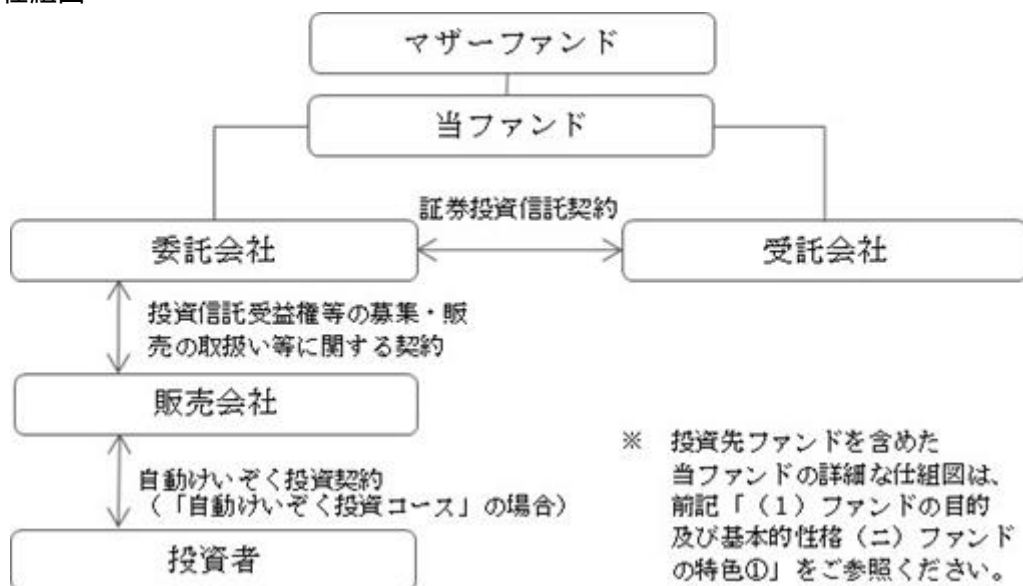 マザーファンド
当ファンド
証券投資信託契約
委託会社
受託会社
投資信託受益権等の募集・販
売の取扱い等に関する契約
販売会社
自動けいぞく投資契約
(「自動けいぞく投資コース」の場合)
投資者
※ 投資先ファンドを含めた
当ファンドの詳細な仕組図は、
前記「(1)ファンドの目的
及び基本的性格(ニ)ファンド
の特色①」をご参照ください。